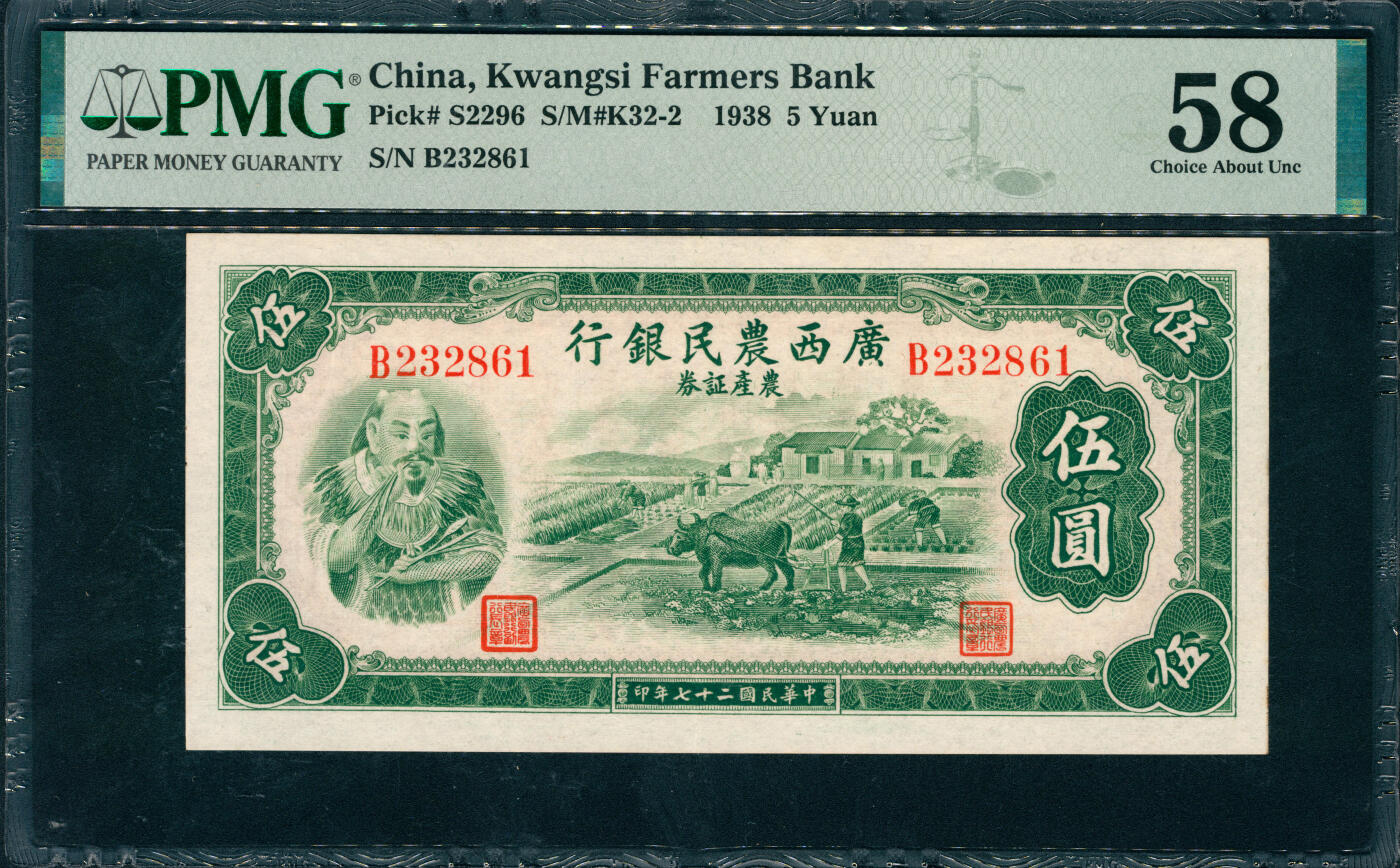 PMG®
PAPER MONEY GUARANTY
China, Kwangsi Farmers Bank
Pick# S2296 S/M#K32-2 1938 5 Yuan
S/N B232861
58
Choice About Unc
伍
伍
行銀民農西廣
B232861
B232861
券証產農
伍圓
伍
伍
印年七十二國民華中